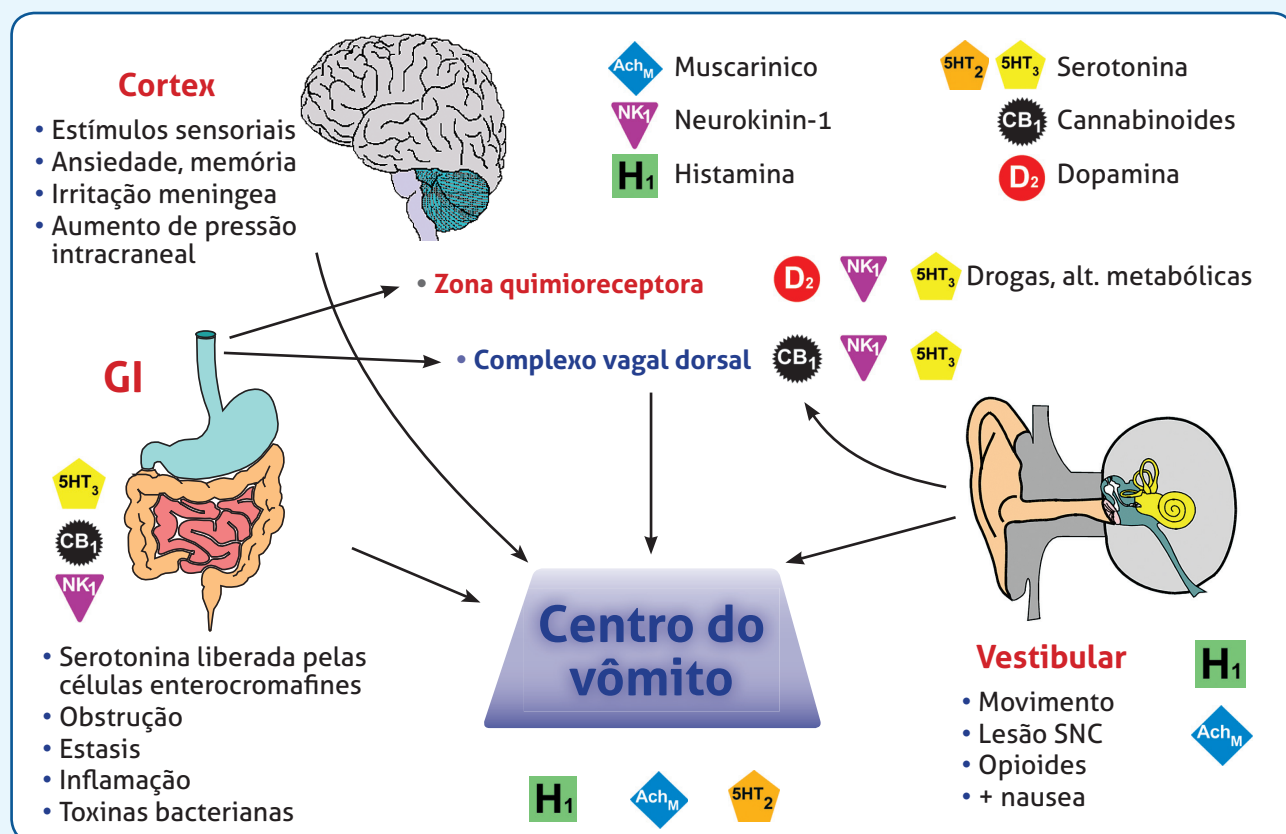 Cortex
• Estímulos sensoriais
• Ansiedade, memória
• Irritação meningea
• Aumento de pressão
intracraneal
AchM Muscarinico
NK1 Neurokinin-1
H1 Histamina
5HT2 5HT3 Serotonina
CB1 Cannabinoides
D2 Dopamina
• Zona quimioreceptora D2 NK1 5HT3 Drogas, alt. metabólicas
• Complexo vagal dorsal CB1 NK1 5HT3
GI
5HT3
CB1
NK1
• Serotonina liberada pelas
células enterocromafines
• Obstrução
• Estasis
• Inflamação
• Toxinas bacterianas
Centro do
vômito
H1 AchM 5HT2
Vestibular
• Movimento
• Lesão SNC
• Opioides
• + nausea
H1
AchM